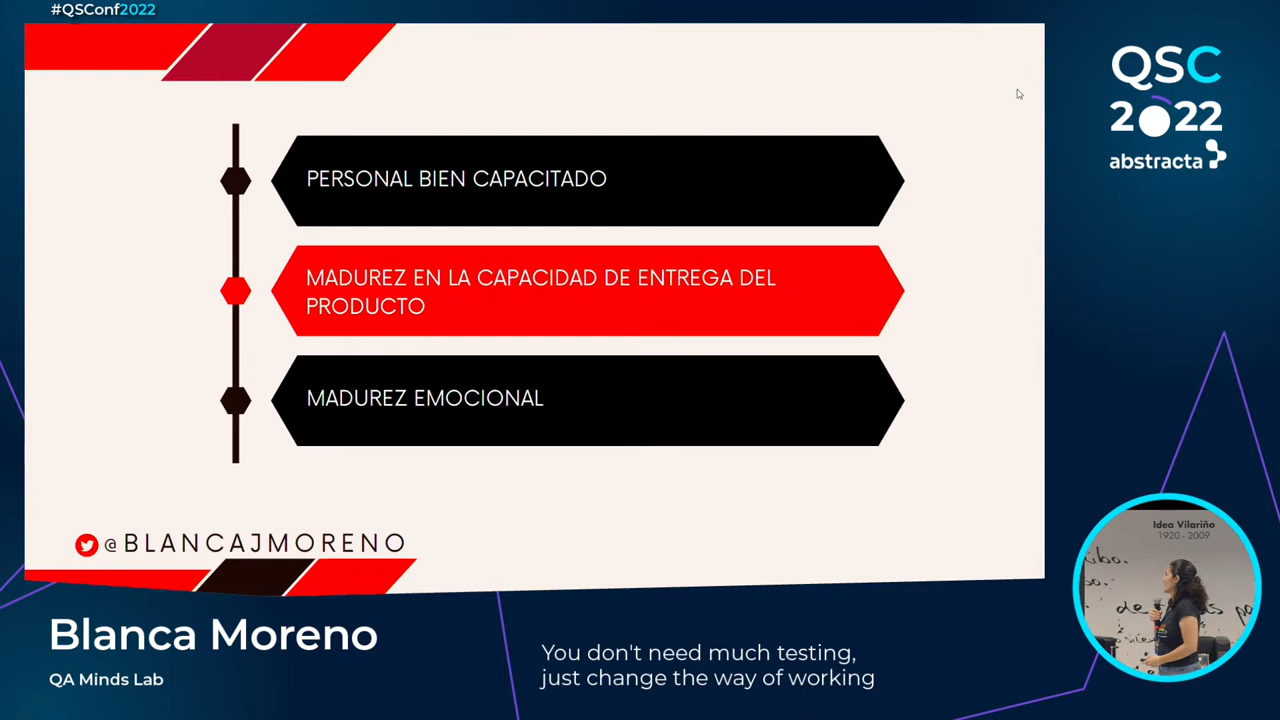 #QSConf2022
QSC
2022
abstracta
PERSONAL BIEN CAPACITADO
MADUREZ EN LA CAPACIDAD DE ENTREGA DEL
PRODUCTO
MADUREZ EMOCIONAL
@BLANCAJMORENO
Idea Vilariño
1920 - 2009
Blanca Moreno
QA Minds Lab
You don't need much testing,
just change the way of working